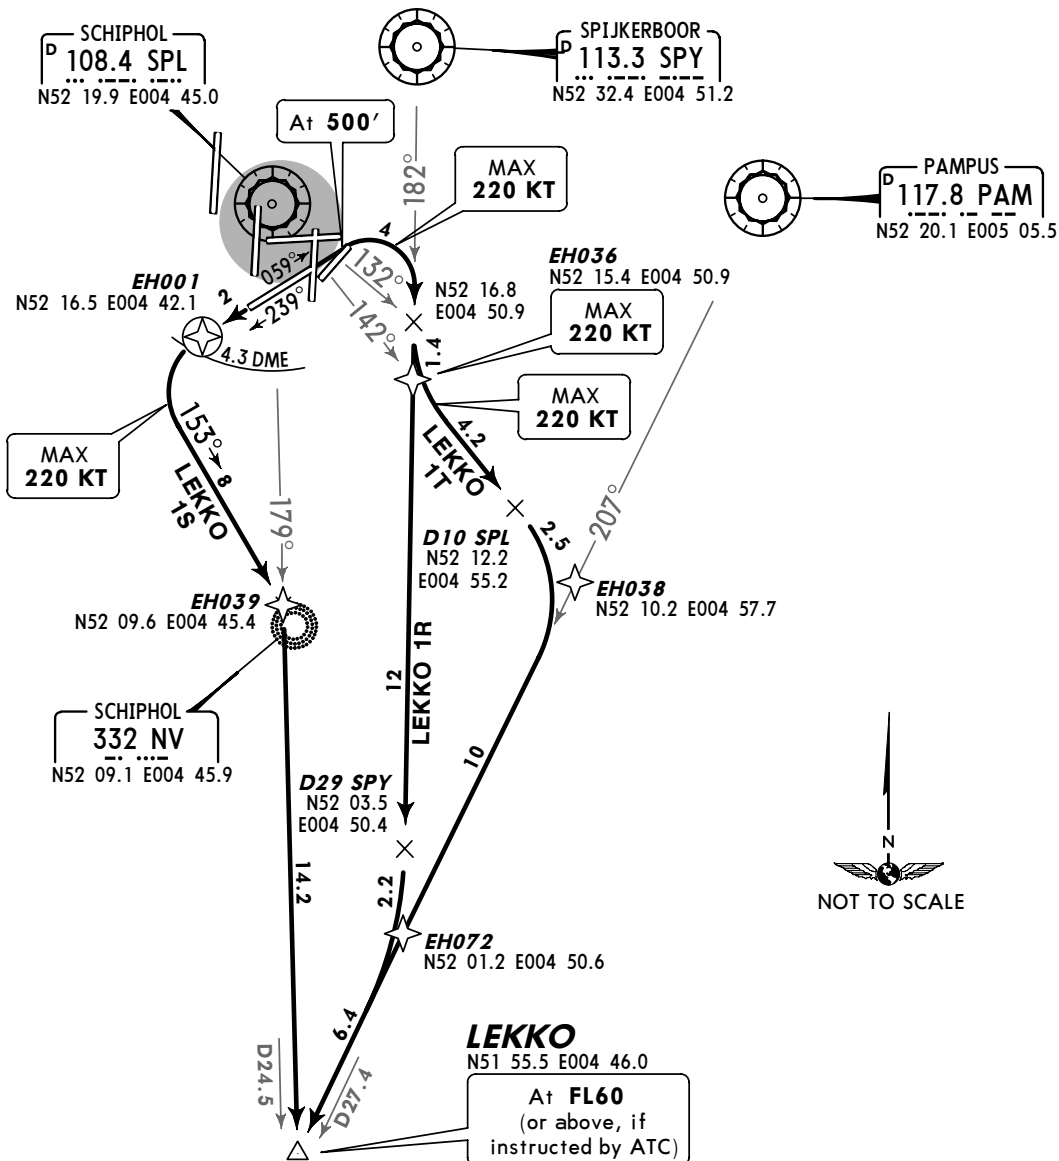 SCHIPHOL
D
108.4 SPL
N52 19.9 E004 45.0
SPIJKERBOOR
D
113.3 SPY
N52 32.4 E004 51.2
At 500'
182°
MAX
220 KT
PAMPUS
D
117.8 PAM
N52 20.1 E005 05.5
4
132°
142°
059°
239°
2
EH001
N52 16.5 E004 42.1
4.3 DME
N52 16.8
E004 50.9
EH036
N52 15.4 E004 50.9
MAX
220 KT
1.4
MAX
220 KT
4.2
LEKKO
1T
MAX
220 KT
153°
8
LEKKO
1S
179°
207°
2.5
D10 SPL
N52 12.2
E004 55.2
EH038
N52 10.2 E004 57.7
EH039
N52 09.6 E004 45.4
12
LEKKO 1R
10
SCHIPHOL
332 NV
N52 09.1 E004 45.9
D29 SPY
N52 03.5
E004 50.4
14.2
2.2
EH072
N52 01.2 E004 50.6
N
NOT TO SCALE
6.4
D24.5
D27.4
LEKKO
N51 55.5 E004 46.0
At FL60
(or above, if
instructed by ATC)